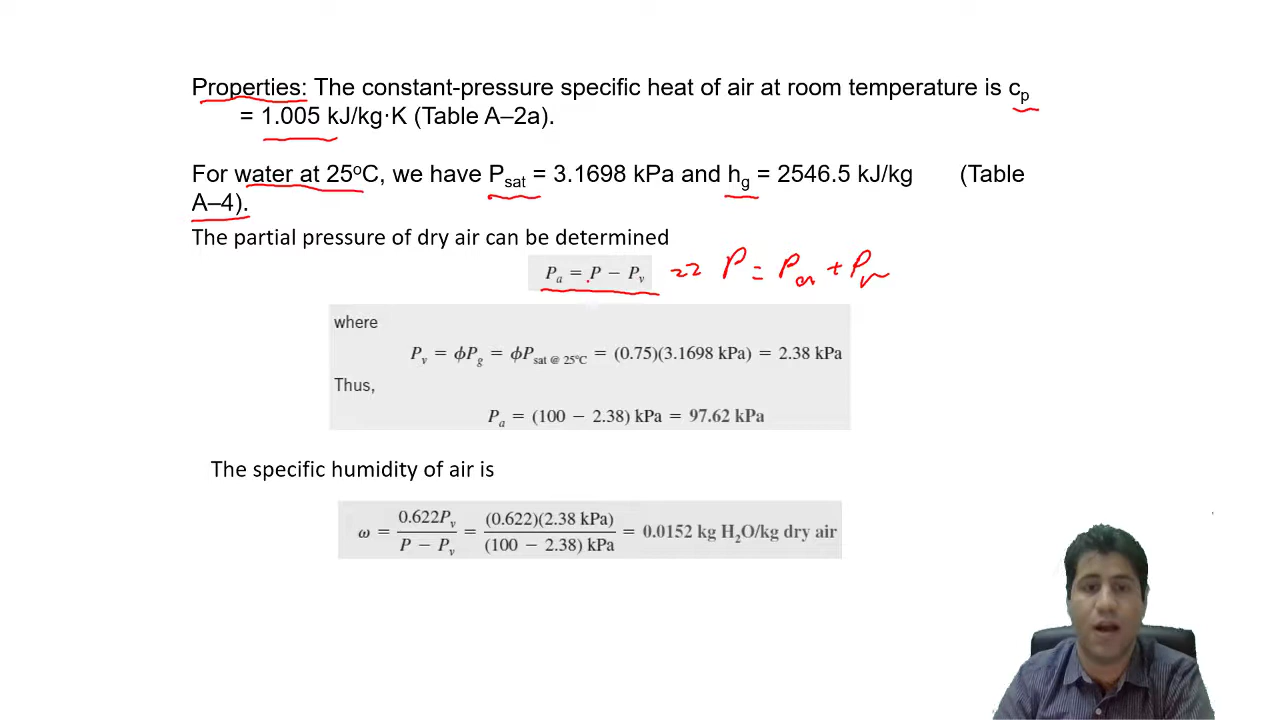 Properties: The constant-pressure specific heat of air at room temperature is cp
= 1.005 kJ/kg·K (Table A–2a).
For water at 25oC, we have Psat = 3.1698 kPa and hg = 2546.5 kJ/kg (Table
A–4).
The partial pressure of dry air can be determined
Pa = P − Pv P = Pa + Pv
where
Pv = ϕPg = ϕPsat @ 25°C = (0.75)(3.1698 kPa) = 2.38 kPa
Thus,
Pa = (100 − 2.38) kPa = 97.62 kPa
The specific humidity of air is
ω = 0.622Pv / P − Pv = (0.622)(2.38 kPa) / (100 − 2.38) kPa = 0.0152 kg H2O/kg dry air